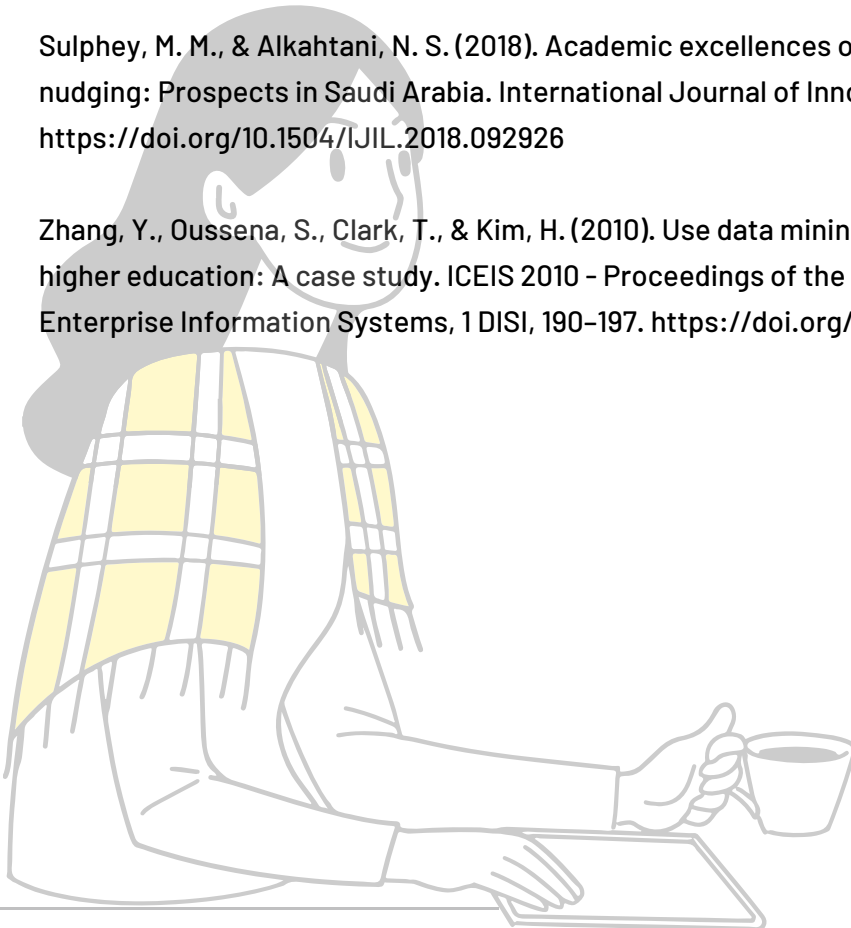 Sulphey, M. M., & Alkahtani, N. S. (2018). Academic excellences
nudging: Prospects in Saudi Arabia. International Journal of
https://doi.org/10.1504/IJIL.2018.092926
Zhang, Y., Oussena, S., Clark, T., & Kim, H. (2010). Use data
higher education: A case study. ICEIS 2010 - Proceedings of the
Enterprise Information Systems, 1 DISI, 190–197. https://doi.org/